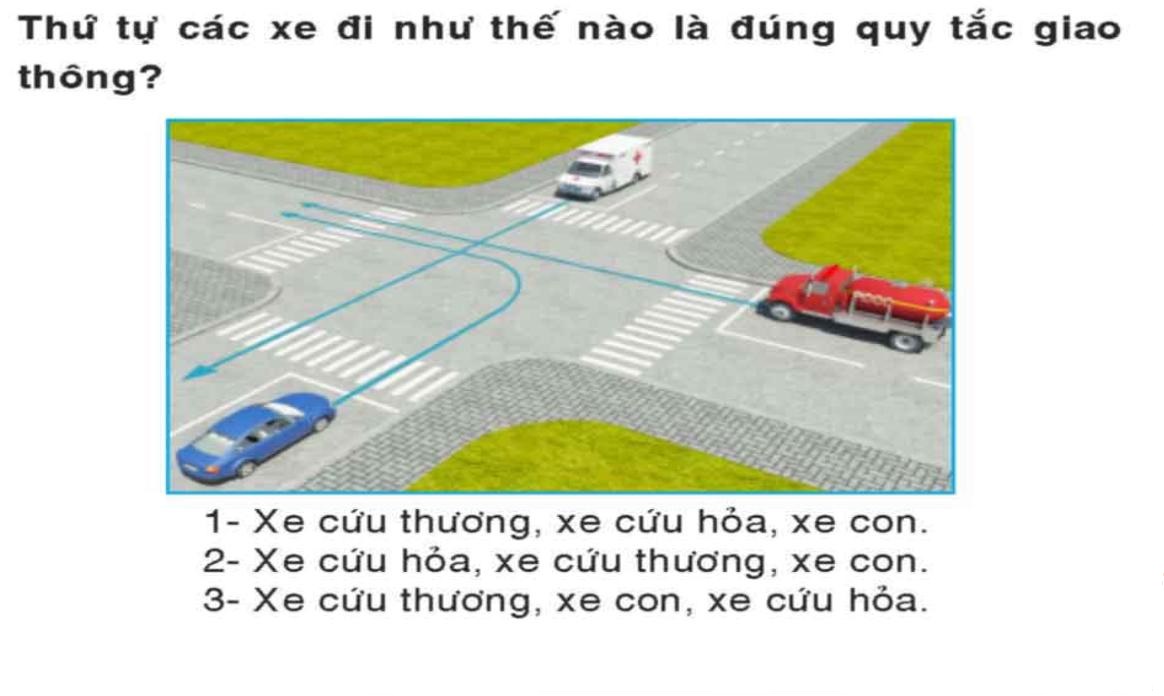 Thứ tự các xe đi như thế nào là đúng quy tắc giao
thông?
1- Xe cứu thương, xe cứu hỏa, xe con.
2- Xe cứu hỏa, xe cứu thương, xe con.
3- Xe cứu thương, xe con, xe cứu hỏa.